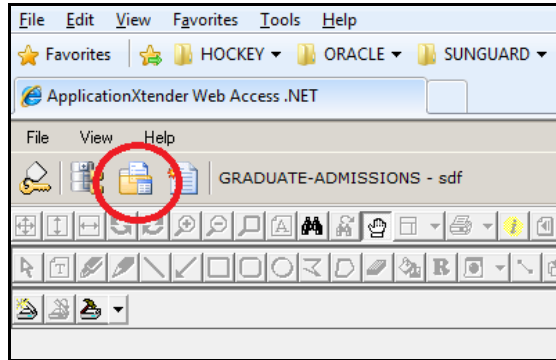 File Edit View Favorites Tools Help
Favorites HOCKEY ORACLE SUNGUARD
ApplicationXtender Web Access .NET
File View Help
GRADUATE-ADMISSIONS - sdf